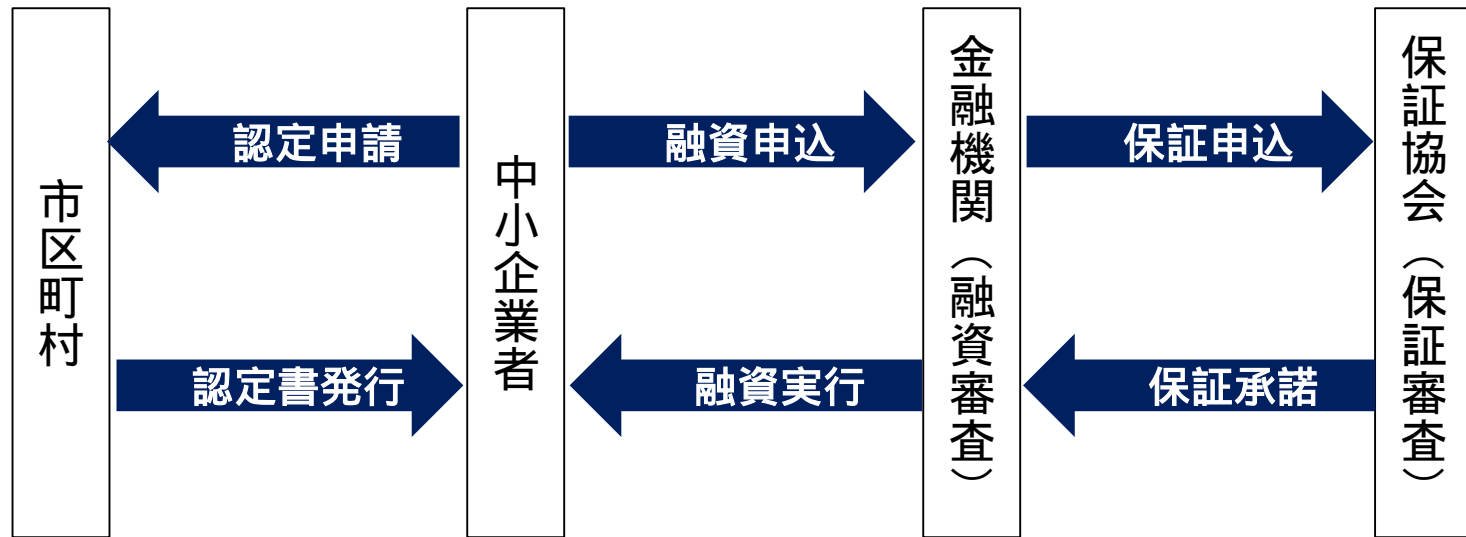 市区町村
認定申請
認定書発行
中小企業者
融資申込
融資実行
金融機関（融資審査）
保証申込
保証承諾
保証協会（保証審査）